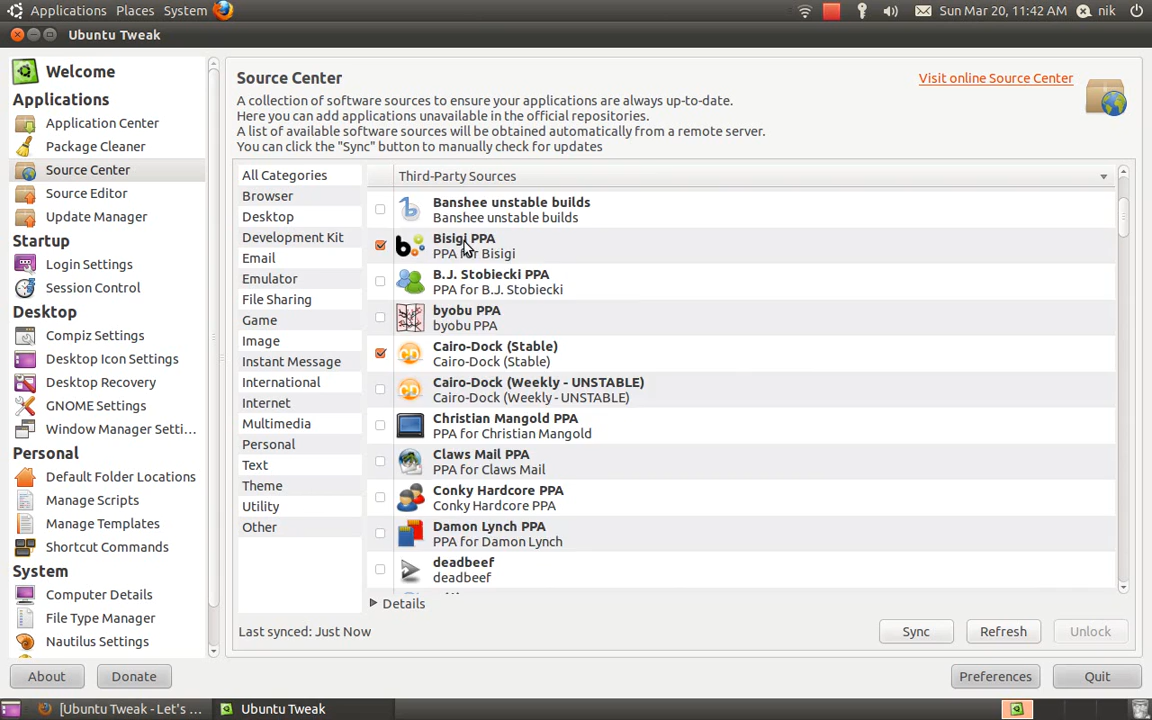 Applications Places System Sun Mar 20, 11:42 AM nik
Ubuntu Tweak
Welcome
Applications
Application Center
Package Cleaner
Source Center
Source Editor
Update Manager
Startup
Login Settings
Session Control
Desktop
Compiz Settings
Desktop Icon Settings
Desktop Recovery
GNOME Settings
Window Manager Setti...
Personal
Default Folder Locations
Manage Scripts
Manage Templates
Shortcut Commands
System
Computer Details
File Type Manager
Nautilus Settings
Source Center
Visit online Source Center
A collection of software sources to ensure your applications are always up-to-date.
Here you can add applications unavailable in the official repositories.
A list of available software sources will be obtained automatically from a remote server.
You can click the "Sync" button to manually check for updates
All Categories
Browser
Desktop
Development Kit
Email
Emulator
File Sharing
Game
Image
Instant Message
International
Internet
Multimedia
Personal
Text
Theme
Utility
Other
Third-Party Sources
Banshee unstable builds
Banshee unstable builds
Bisigi PPA
PPA for Bisigi
B.J. Stobiecki PPA
PPA for B.J. Stobiecki
byobu PPA
byobu PPA
Cairo-Dock (Stable)
Cairo-Dock (Stable)
Cairo-Dock (Weekly - UNSTABLE)
Cairo-Dock (Weekly - UNSTABLE)
Christian Mangold PPA
PPA for Christian Mangold
Claws Mail PPA
PPA for Claws Mail
Conky Hardcore PPA
Conky Hardcore PPA
Damon Lynch PPA
PPA for Damon Lynch
deadbeef
deadbeef
Details
Last synced: Just Now
Sync Refresh Unlock
About Donate Preferences Quit
[Ubuntu Tweak - Let's ... Ubuntu Tweak